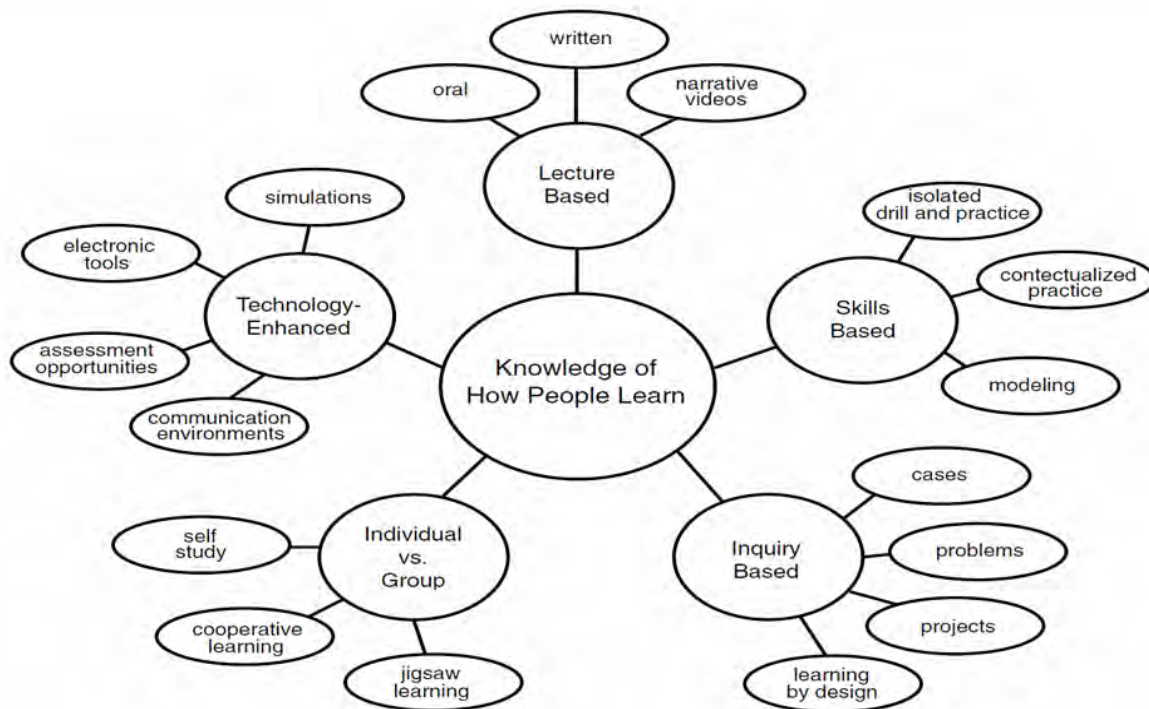 written
oral
narrative
videos
Lecture
Based
simulations
electronic
tools
assessment
opportunities
communication
environments
Technology-
Enhanced
isolated
drill and practice
contectualized
practice
modeling
Skills
Based
Knowledge of
How People Learn
self
study
cooperative
learning
jigsaw
learning
Individual
vs.
Group
cases
problems
projects
learning
by design
Inquiry
Based